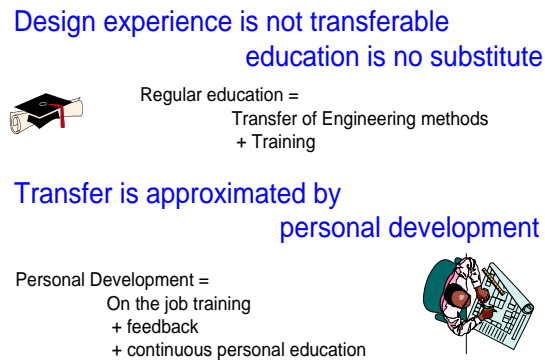 Design experience is not transferable
education is no substitute
Regular education =
Transfer of Engineering methods
+ Training
Transfer is approximated by
personal development
Personal Development =
On the job training
+ feedback
+ continuous personal education